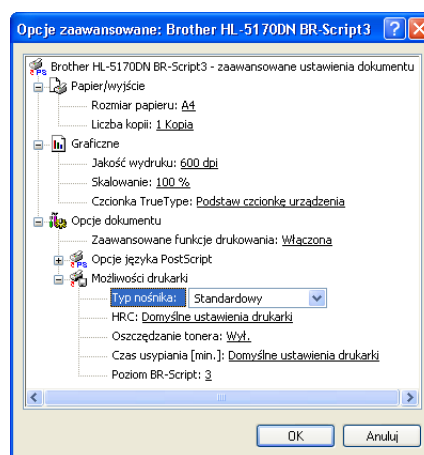 Opcje zaawansowane: Brother HL-5170DN BR-Script3
Brother HL-5170DN BR-Script3 - zaawansowane ustawienia dokumentu
Papier/wyjście
Rozmiar papieru: A4
Liczba kopii: 1 Kopia
Graficzne
Jakość wydruku: 600 dpi
Skalowanie: 100 %
Czcionka TrueType: Podstaw czcionkę urządzenia
Opcje dokumentu
Zaawansowane funkcje drukowania: Włączona
Opcje języka PostScript
Możliwości drukarki
Typ nośnika: Standardowy
HRC: Domyślne ustawienia drukarki
Oszczędzanie tonera: Wył.
Czas usypiania [min.]: Domyślne ustawienia drukarki
Poziom BR-Script: 3
OK Anuluj